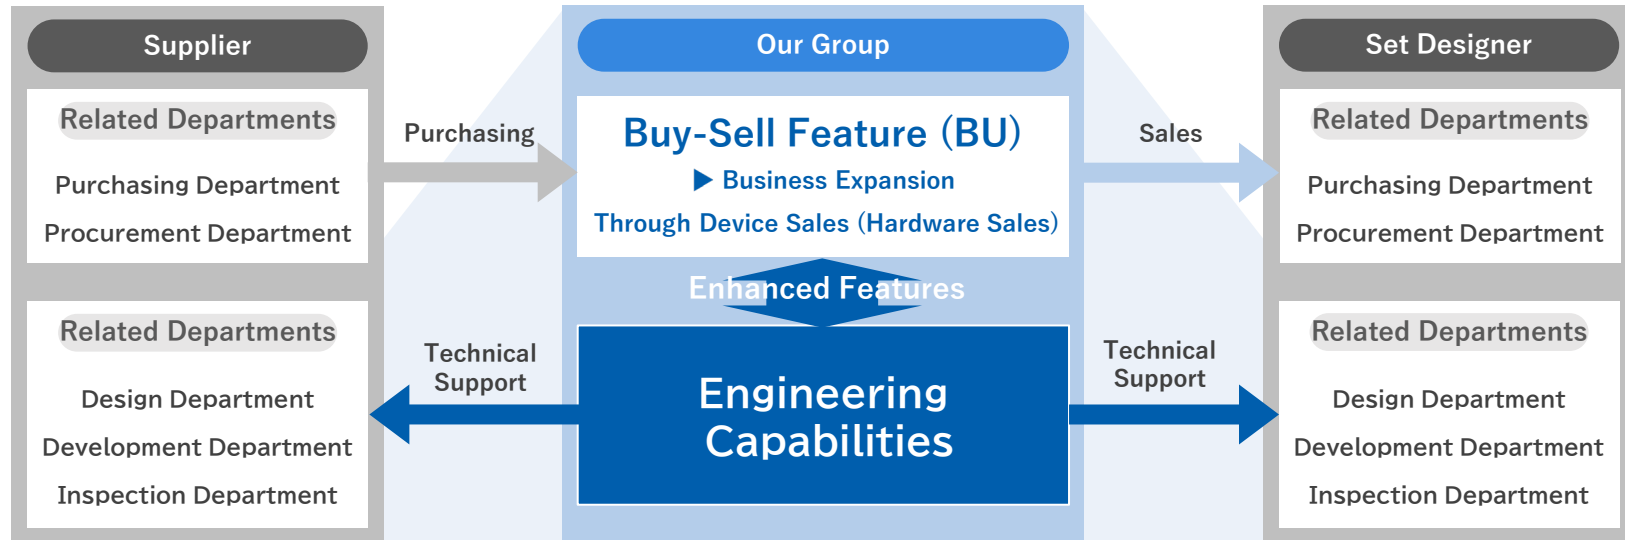 Supplier
Related Departments
Purchasing Department
Procurement Department
Related Departments
Design Department
Development Department
Inspection Department
Purchasing
Technical
Support
Our Group
Buy-Sell Feature (BU)
▶ Business Expansion
Through Device Sales (Hardware Sales)
Enhanced Features
Engineering
Capabilities
Sales
Technical
Support
Set Designer
Related Departments
Purchasing Department
Procurement Department
Related Departments
Design Department
Development Department
Inspection Department